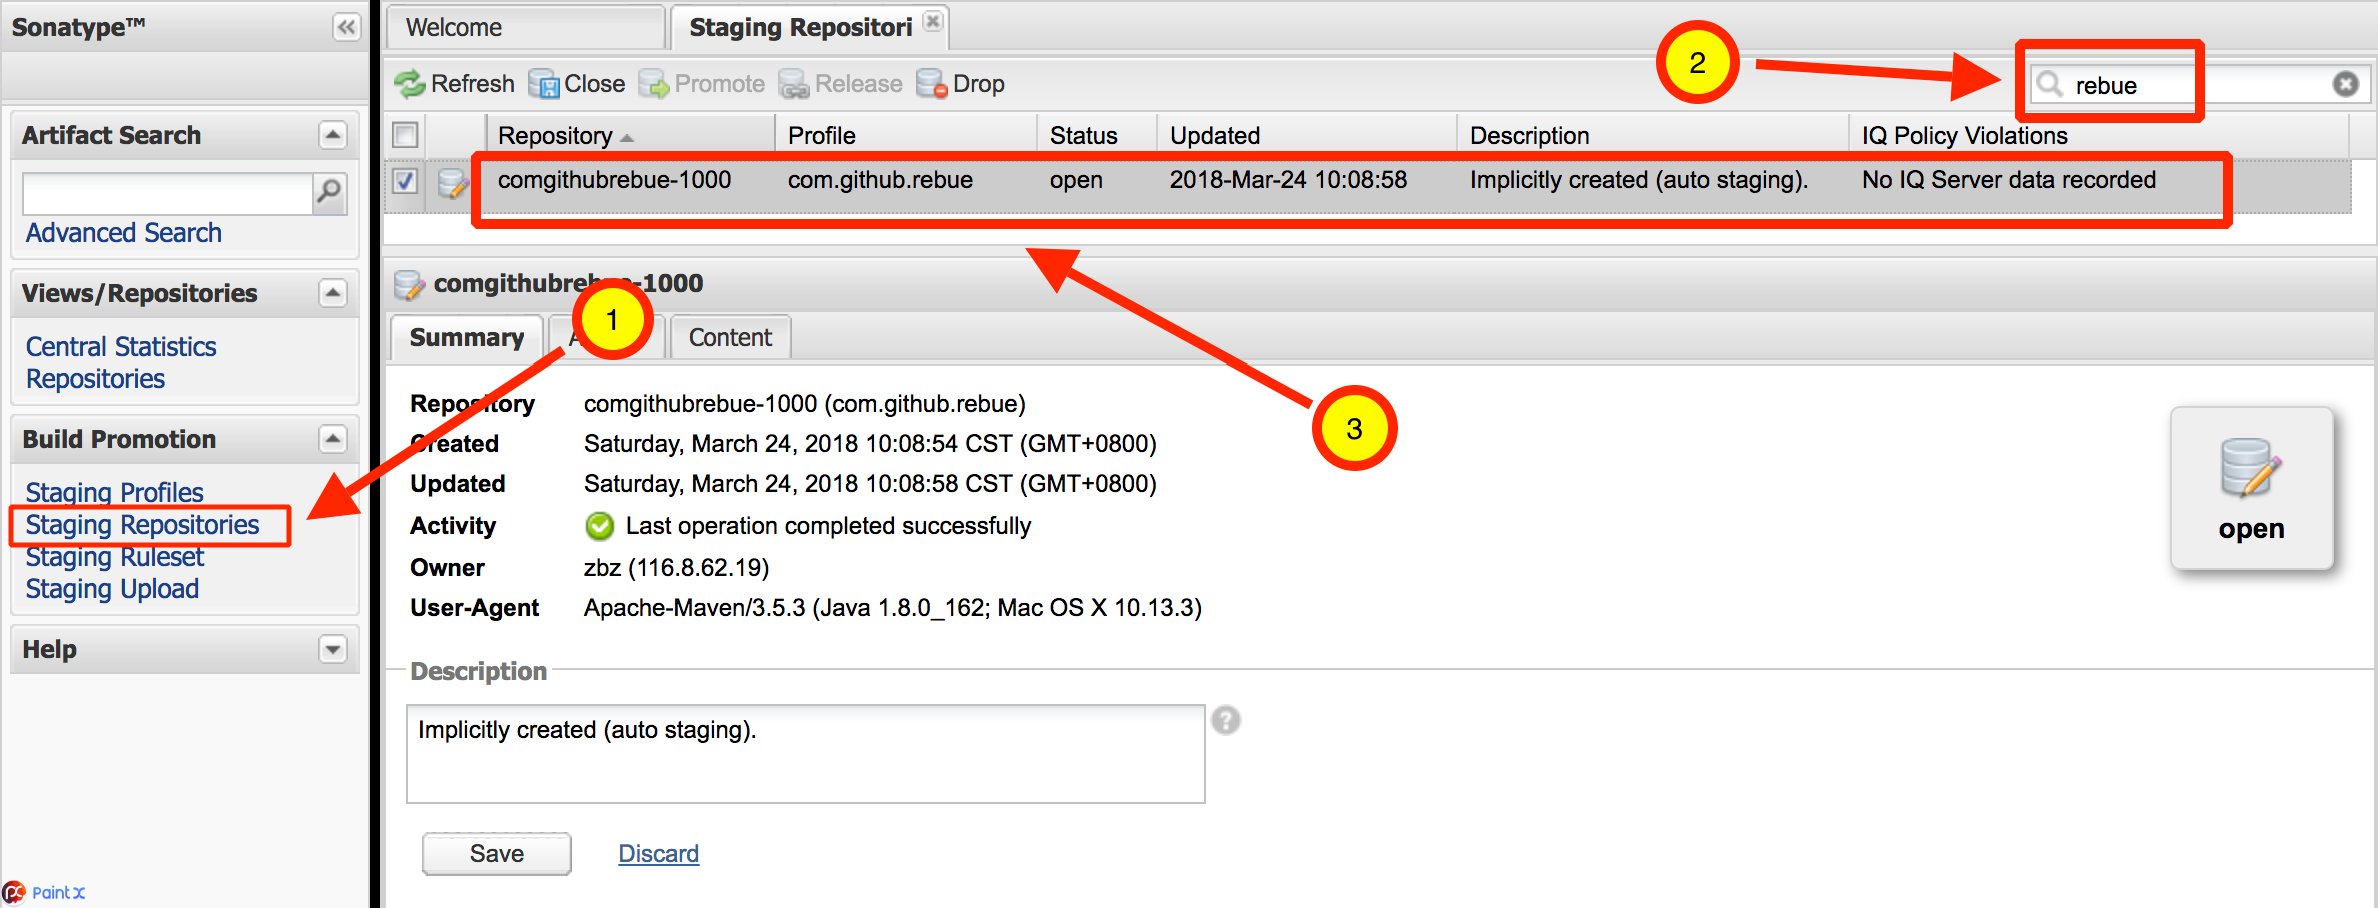 Sonatype™
Artifact Search
Advanced Search
Views/Repositories
Central Statistics
Repositories
Build Promotion
Staging Profiles
Staging Repositories
Staging Ruleset
Staging Upload
Help
Paint X
Welcome
Staging Repositori
Refresh Close Promote Release Drop
2
rebue
Repository Profile Status Updated Description IQ Policy Violations
comgithubrebue-1000 com.github.rebue open 2018-Mar-24 10:08:58 Implicitly created (auto staging). No IQ Server data recorded
comgithubrebue-1000
1
Summary Content
3
Repository comgithubrebue-1000 (com.github.rebue)
Created Saturday, March 24, 2018 10:08:54 CST (GMT+0800)
Updated Saturday, March 24, 2018 10:08:58 CST (GMT+0800)
Activity Last operation completed successfully
Owner zbz (116.8.62.19)
User-Agent Apache-Maven/3.5.3 (Java 1.8.0_162; Mac OS X 10.13.3)
open
Description
Implicitly created (auto staging).
Save Discard